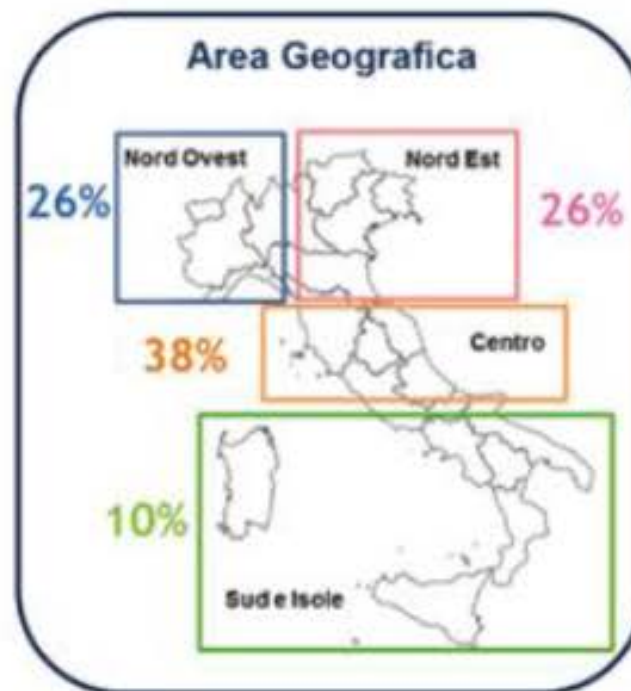 Area Geografica
Nord Ovest
Nord Est
26%
26%
38%
Centro
10%
Sud e Isole